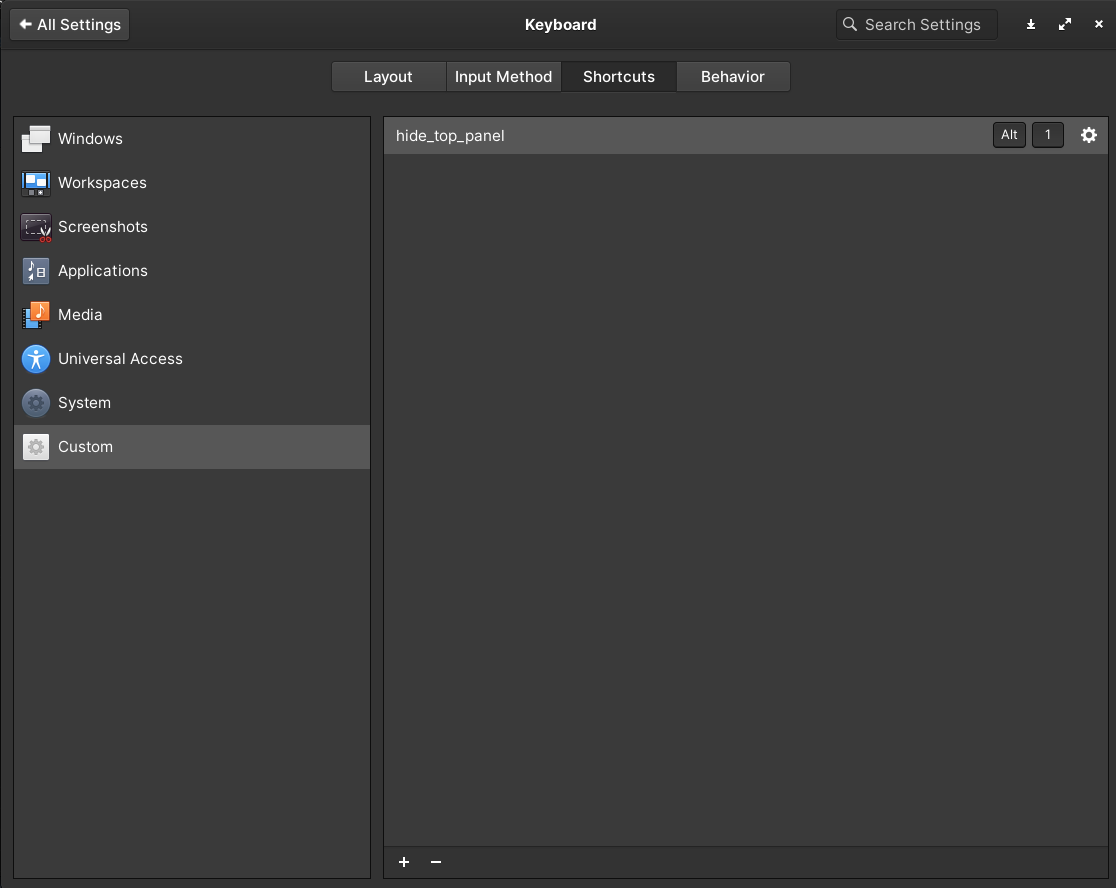 All Settings
Keyboard
Search Settings
Layout
Input Method
Shortcuts
Behavior
Windows
Workspaces
Screenshots
Applications
Media
Universal Access
System
Custom
hide_top_panel
Alt
1